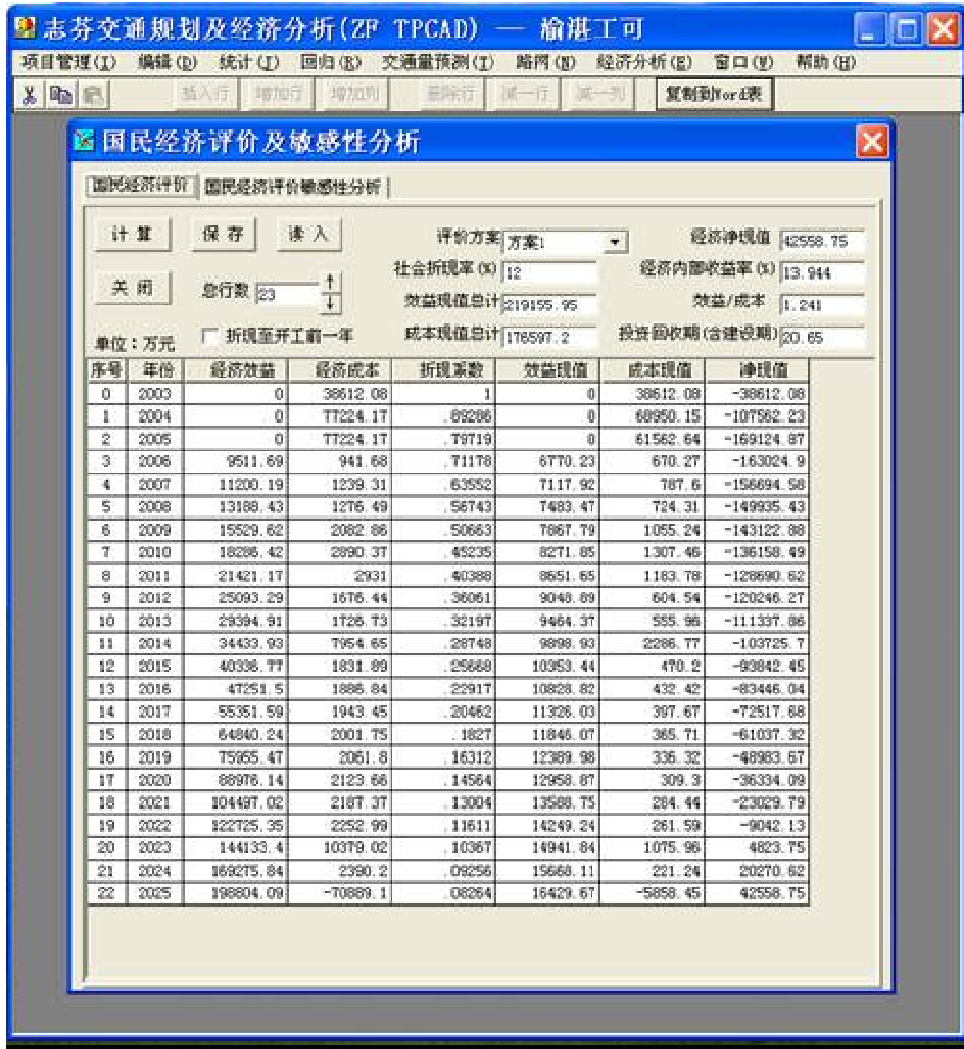 志芬交通规划及经济分析(ZF TPCAD) — 榆湛工可
项目管理(I) 编辑(D) 统计(J) 回归(R) 交通量预测(T) 路网(N) 经济分析(E) 窗口(W) 帮助(H)
插入行 增加行 增加列 删除行 减一行 减一列 复制到Word表
国民经济评价及敏感性分析
国民经济评价 国民经济评价敏感性分析
计算 保存 读入 评价方案 方案1 经济净现值 42558.75
社会折现率(%) 12 经济内部收益率(%) 13.944
关闭 总行数 23 效益现值总计 219155.95 效益/成本 1.241
单位：万元 折现至开工前一年 成本现值总计 176597.2 投资回收期(含建设期) 20.65
序号 年份 经济效益 经济成本 折现系数 效益现值 成本现值 净现值
0 2003 0 38612.08 1 0 38612.08 -38612.08
1 2004 0 77224.17 .89286 0 68950.15 -107562.23
2 2005 0 77224.17 .79719 0 61562.64 -169124.87
3 2006 9511.69 941.68 .71178 6770.23 670.27 -163024.9
4 2007 11200.19 1239.31 .63552 7117.92 787.6 -156694.58
5 2008 13188.43 1276.49 .56743 7483.47 724.31 -149935.43
6 2009 15529.62 2082.86 .50663 7867.79 1055.24 -143122.88
7 2010 18286.42 2890.37 .45235 8271.85 1307.46 -136158.49
8 2011 21421.17 2931 .40388 8651.65 1183.78 -128690.62
9 2012 25093.29 1676.44 .36061 9048.89 604.54 -120246.27
10 2013 29394.91 1726.73 .32197 9464.37 555.96 -111337.86
11 2014 34433.93 7954.65 .28748 9898.93 2286.77 -103725.7
12 2015 40336.77 1831.89 .25668 10353.44 470.2 -93842.45
13 2016 47251.5 1886.84 .22917 10828.82 432.42 -83446.04
14 2017 55351.59 1943.45 .20462 11326.03 397.67 -72517.68
15 2018 64840.24 2001.75 .1827 11846.07 365.71 -61037.32
16 2019 75955.47 2061.8 .16312 12389.98 336.32 -48983.67
17 2020 88976.14 2123.66 .14564 12958.87 309.3 -36334.09
18 2021 104497.02 2187.37 .13004 13588.75 284.44 -23029.79
19 2022 122725.35 2252.99 .11611 14249.24 261.59 -9042.13
20 2023 144133.4 10379.02 .10367 14941.84 1075.96 4823.75
21 2024 169275.84 2390.2 .09256 15668.11 221.24 20270.62
22 2025 198804.09 -70889.1 .08264 16429.67 -5858.45 42558.75